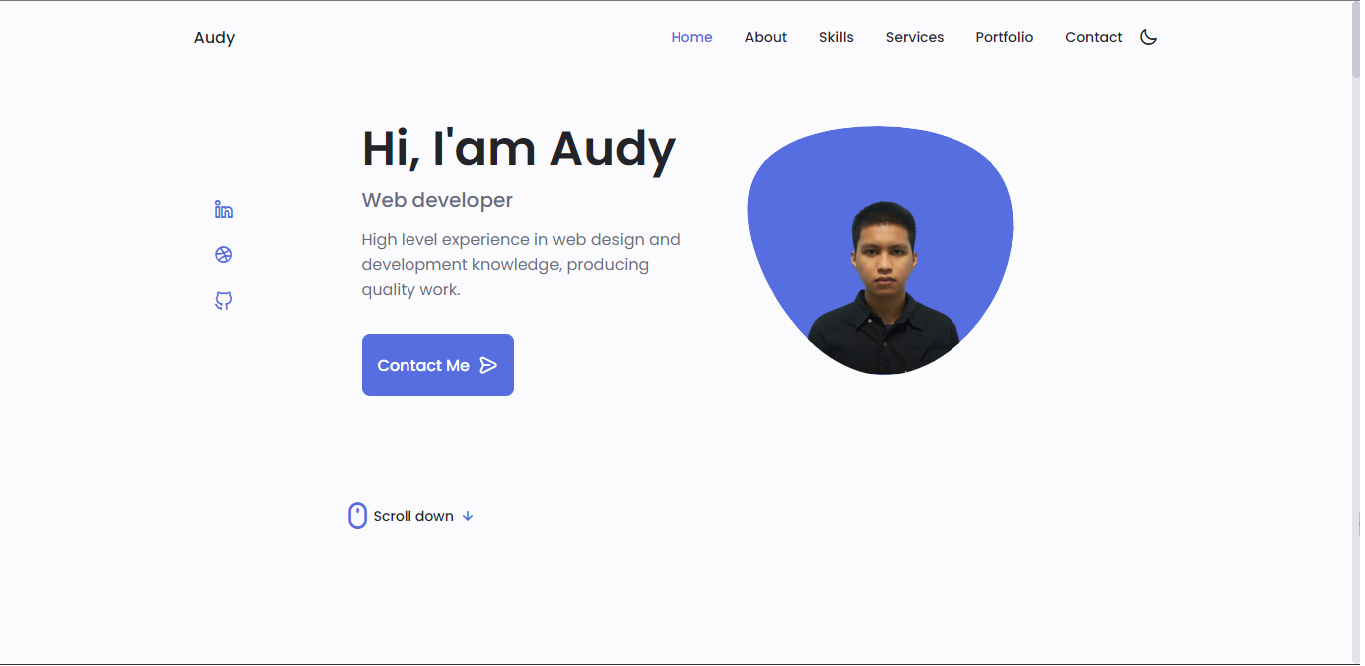 Audy
Home About Skills Services Portfolio Contact
Hi, I'am Audy
Web developer
High level experience in web design and
development knowledge, producing
quality work.
Contact Me
Scroll down